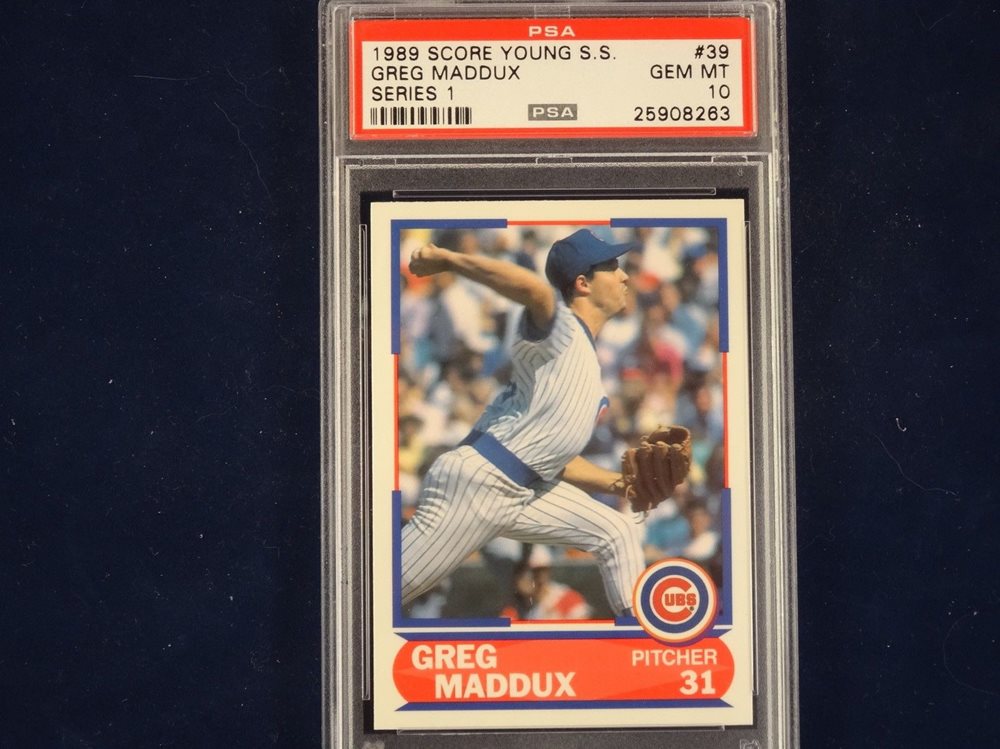 PSA
1989 SCORE YOUNG S.S. #39
GREG MADDUX GEM MT
SERIES 1 10
PSA 25908263
CUBS
GREG PITCHER
MADDUX 31